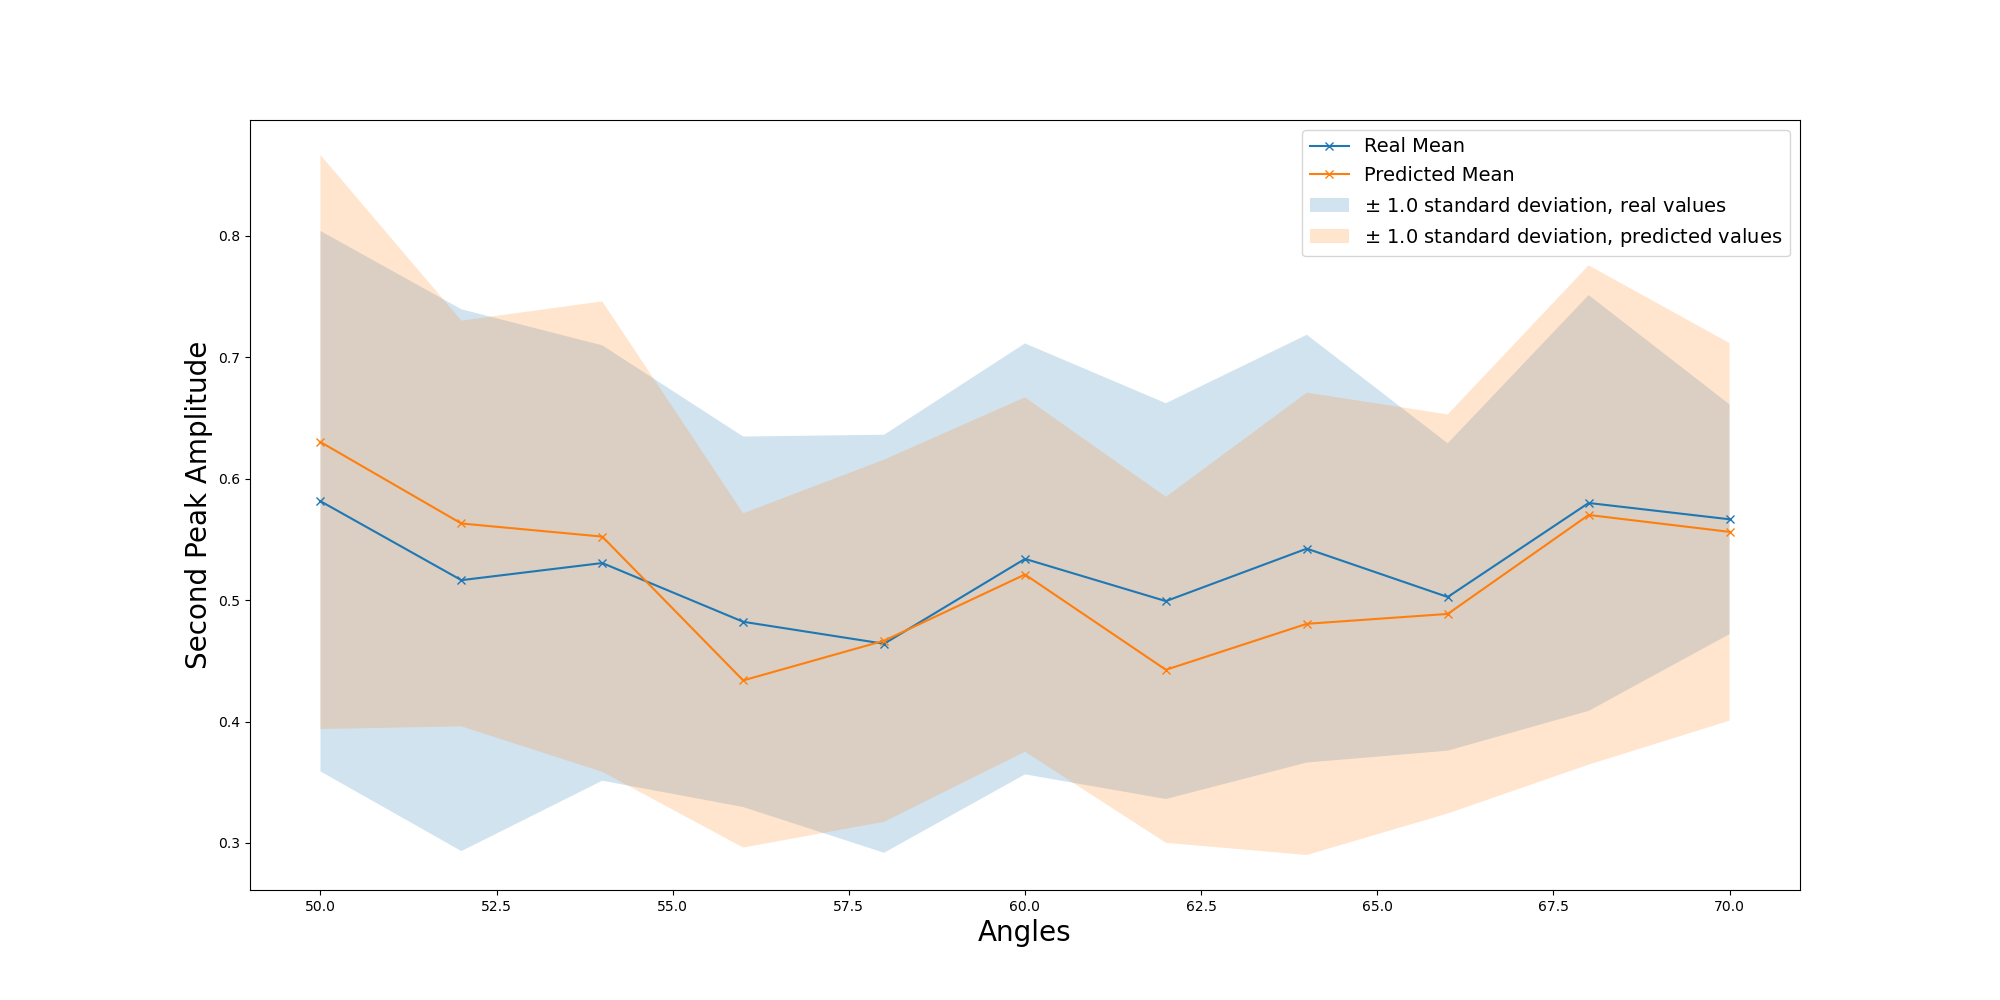 Real Mean
Predicted Mean
± 1.0 standard deviation, real values
± 1.0 standard deviation, predicted values
0.8
0.7
0.6
0.5
0.4
0.3
Second Peak Amplitude
50.0 52.5 55.0 57.5 60.0 62.5 65.0 67.5 70.0
Angles